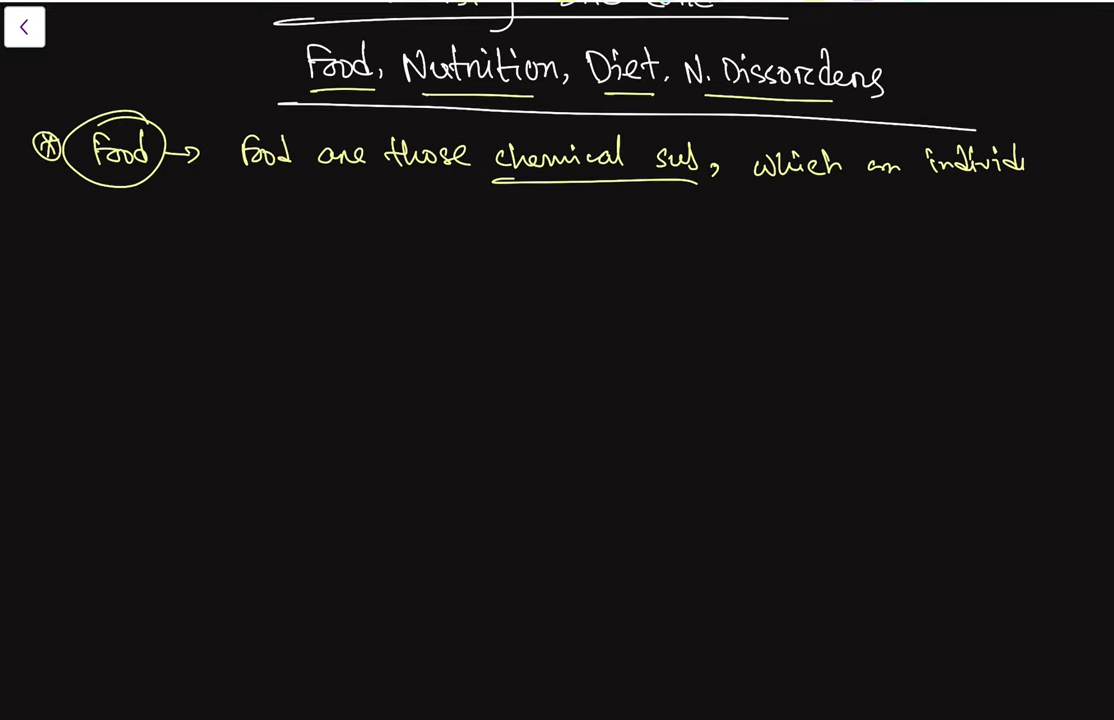 Food, Nutrition, Diet, N. Dissorders
Food → Food are those chemical sub, which an individ